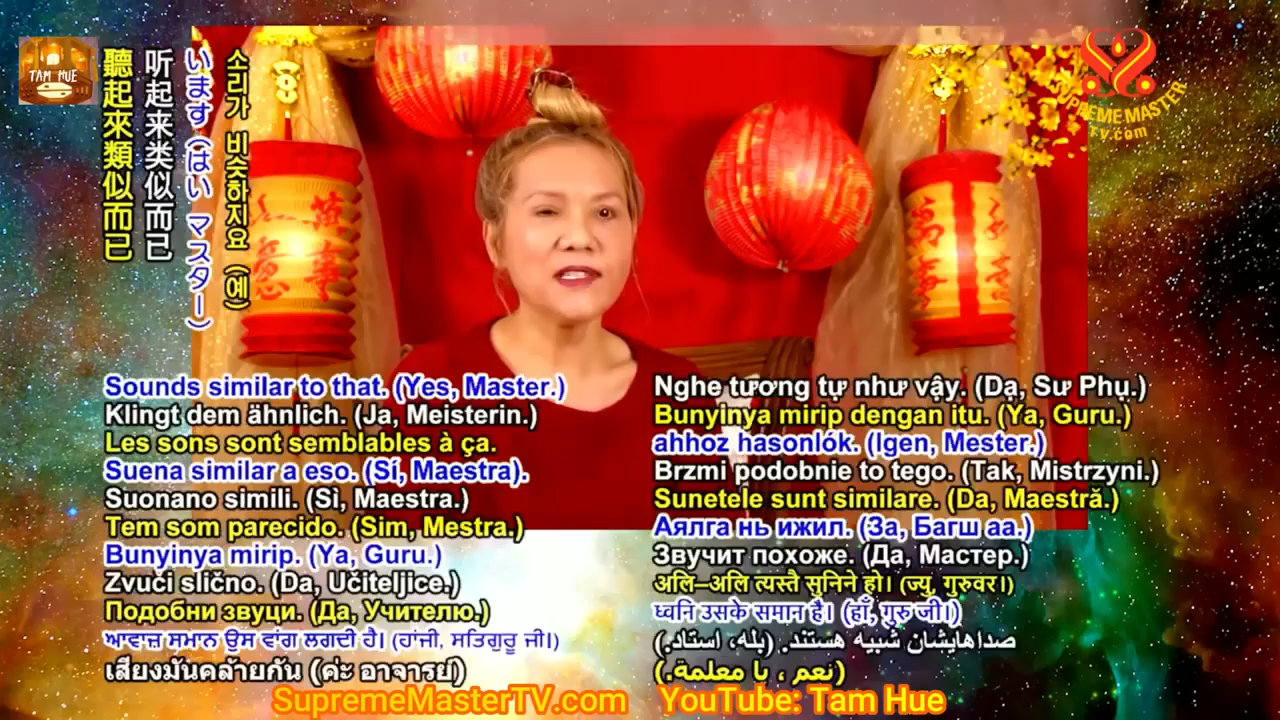 TAM HUE
SUPREME MASTER
TV.com
소리가 비슷하지요 (예)
います (はい マスター)
听起来类似而已
聽起來類似而已
萬事
Sounds similar to that. (Yes, Master.)
Klingt dem ähnlich. (Ja, Meisterin.)
Les sons sont semblables à ça.
Suena similar a eso. (Sí, Maestra).
Suonano simili. (Sì, Maestra.)
Tem som parecido. (Sim, Mestra.)
Bunyinya mirip. (Ya, Guru.)
Zvuči slično. (Da, Učiteljice.)
Подобни звуци. (Да, Учителю.)
ਆਵਾਜ਼ ਸਮਾਨ ਉਸ ਵਾਂਗ ਲਗਦੀ ਹੈ। (ਹਾਂਜੀ, ਸਤਿਗੁਰੂ ਜੀ।)
เสียงมันคล้ายกัน (ค่ะ อาจารย์)
Nghe tương tự như vậy. (Dạ, Sư Phụ.)
Bunyinya mirip dengan itu. (Ya, Guru.)
ahhoz hasonlók. (Igen, Mester.)
Brzmi podobnie to tego. (Tak, Mistrzyni.)
Sunetele sunt similare. (Da, Maestră.)
Аялга нь ижил. (За, Багш аа.)
Звучит похоже. (Да, Мастер.)
अलि–अलि त्यस्तै सुनिने हो। (ज्यु, गुरुवर।)
ध्वनि उसके समान है। (हाँ, गुरु जी।)
صداهایشان شبیه هستند. (بله، استاد.)
(نعم ، يا معلمة.)
SupremeMasterTV.com YouTube: Tam Hue